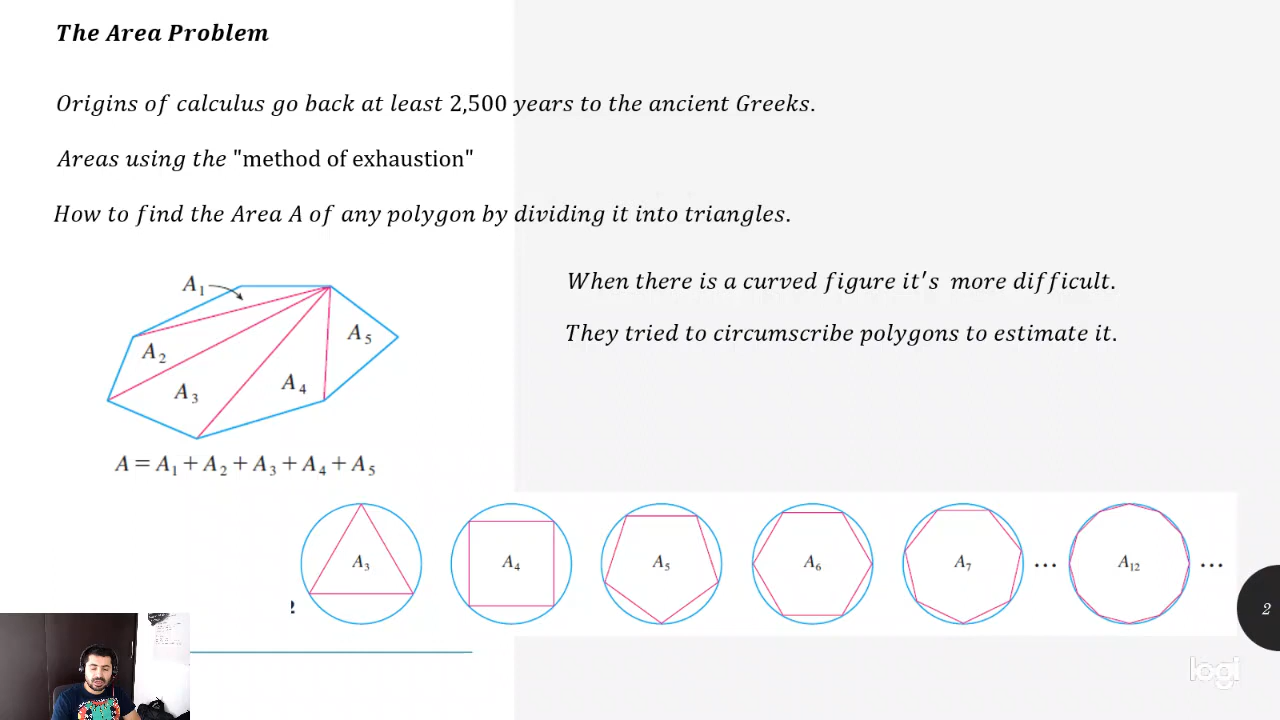 The Area Problem
Origins of calculus go back at least 2,500 years to the ancient Greeks.
Areas using the "method of exhaustion"
How to find the Area A of any polygon by dividing it into triangles.
When there is a curved figure it's more difficult.
They tried to circumscribe polygons to estimate it.
A1
A2
A3
A4
A5
A = A1 + A2 + A3 + A4 + A5
A3 A4 A5 A6 A7 ... A12 ...
2
logi